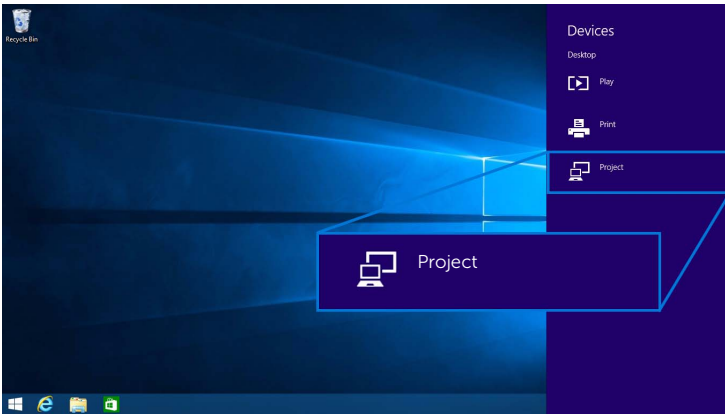 Recycle Bin
Devices
Desktop
Play
Print
Project
Project